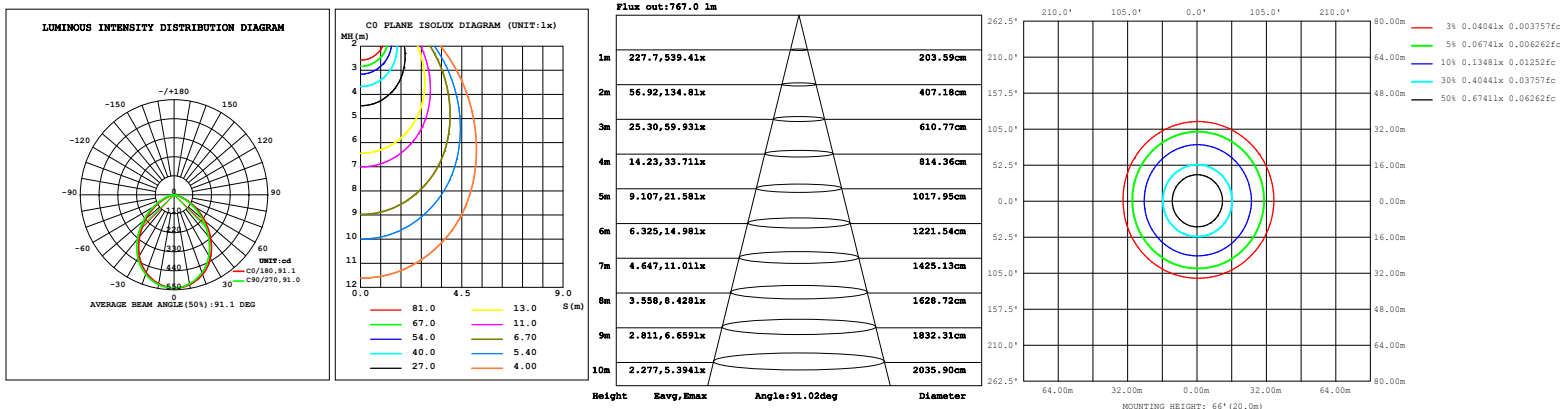 LUMINOUS INTENSITY DISTRIBUTION DIAGRAM
-/+180
-150 150
-120 120
-90 90
-60 60
-30 30
0
0
110
220
330
440
550
UNIT:cd
C0/180,91.1
C90/270,91.0
AVERAGE BEAM ANGLE(50%):91.1 DEG
C0 PLANE ISOLUX DIAGRAM (UNIT:lx)
MH(m)
2
3
4
5
6
7
8
9
10
11
12
0.0 4.5 9.0
S(m)
81.0 13.0
67.0 11.0
54.0 6.70
40.0 5.40
27.0 4.00
Flux out:767.0 lm
1m 227.7,539.4lx 203.59cm
2m 56.92,134.8lx 407.18cm
3m 25.30,59.93lx 610.77cm
4m 14.23,33.71lx 814.36cm
5m 9.107,21.58lx 1017.95cm
6m 6.325,14.98lx 1221.54cm
7m 4.647,11.01lx 1425.13cm
8m 3.558,8.428lx 1628.72cm
9m 2.811,6.659lx 1832.31cm
10m 2.277,5.394lx 2035.90cm
Height Eavg,Emax Angle:91.02deg Diameter
210.0' 105.0' 0.0' 105.0' 210.0'
262.5' 80.00m
210.0' 64.00m
157.5' 48.00m
105.0' 32.00m
52.5' 16.00m
0.0' 0.00m
52.5' 16.00m
105.0' 32.00m
157.5' 48.00m
210.0' 64.00m
262.5' 80.00m
64.00m 32.00m 0.00m 32.00m 64.00m
MOUNTING HEIGHT: 66'(20.0m)
3% 0.0404lx 0.003757fc
5% 0.0674lx 0.006262fc
10% 0.1348lx 0.01252fc
30% 0.4044lx 0.03757fc
50% 0.6741lx 0.06262fc